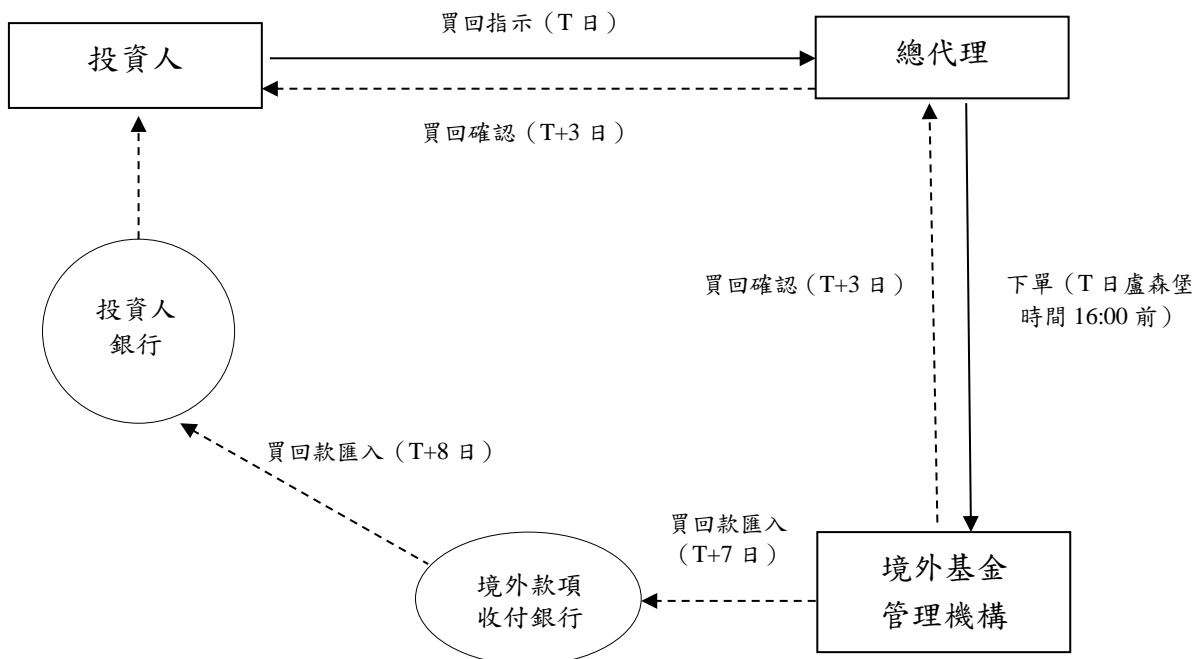 買回指示（T 日）
投資人
總代理
買回確認（T+3 日）
買回確認（T+3 日）
下單（T 日盧森堡
時間 16:00 前）
投資人
銀行
買回款匯入（T+8 日）
買回款匯入
（T+7 日）
境外款項
收付銀行
境外基金
管理機構